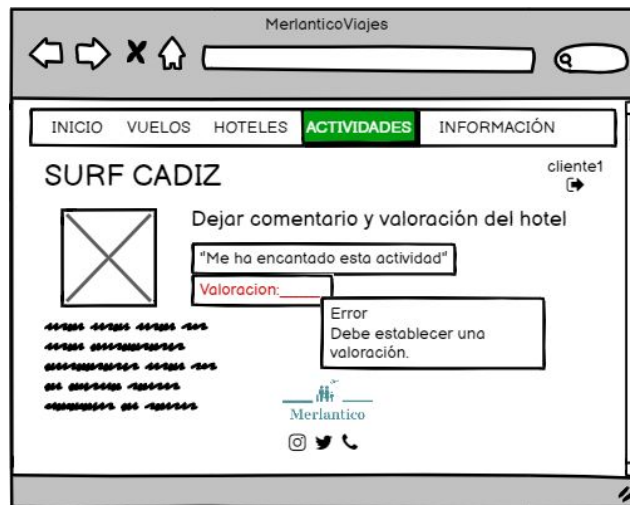 MerlanticoViajes
INICIO VUELOS HOTELES ACTIVIDADES INFORMACIÓN
SURF CADIZ
cliente1
Dejar comentario y valoración del hotel
"Me ha encantado esta actividad"
Valoracion:_____
Error
Debe establecer una
valoración.
Merlantico